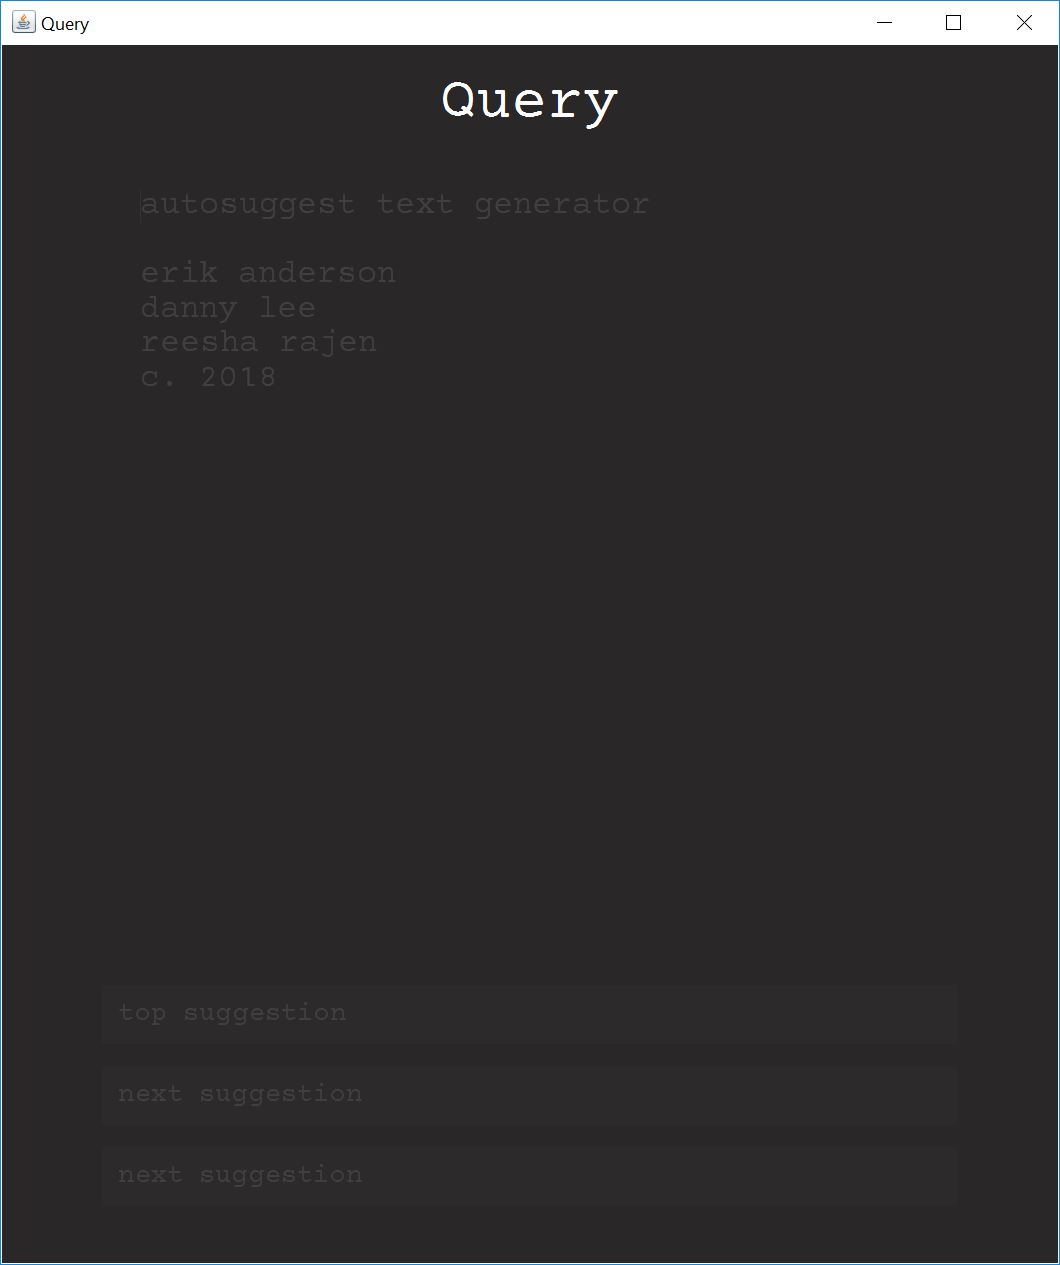 Query
Query
autosuggest text generator
erik anderson
danny lee
reesha rajen
c. 2018
top suggestion
next suggestion
next suggestion